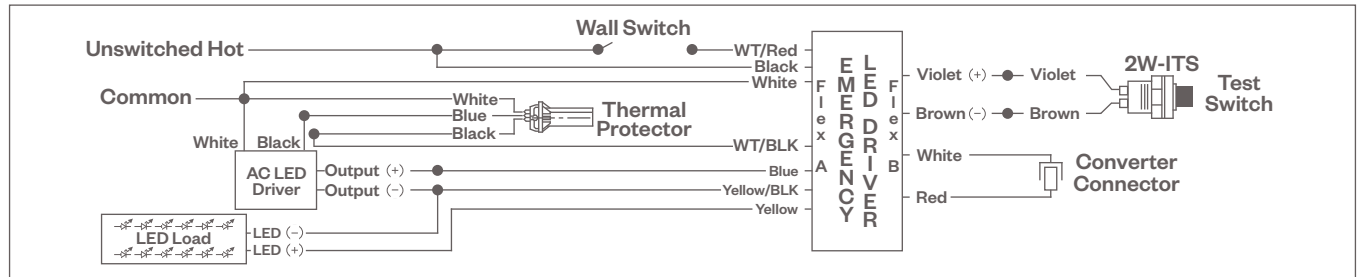 Wall Switch
Unswitched Hot
WT/Red
Black
White
Common
White
Blue
Black
Thermal
Protector
White
Black
WT/BLK
AC LED
Driver
Output (+)
Output (-)
Blue
Yellow/BLK
Yellow
LED Load
LED (-)
LED (+)
Flex A
EMERGENCY
LED DRIVER
Flex B
Violet (+)
Violet
Brown (-)
Brown
2W-ITS
Test
Switch
White
Red
Converter
Connector